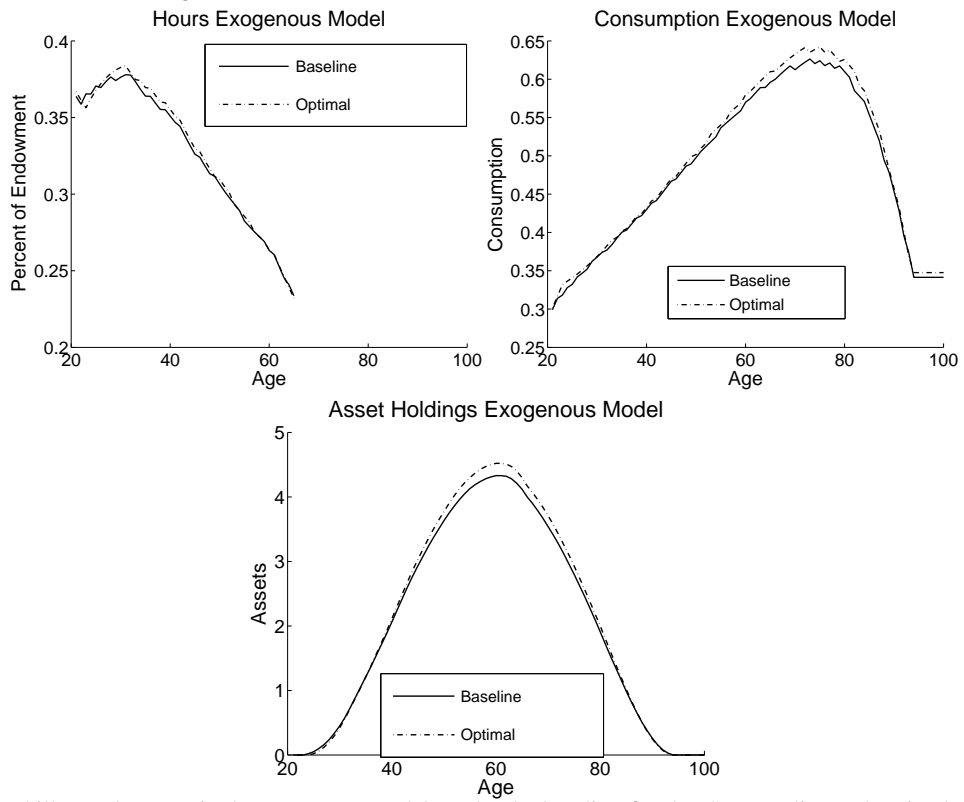 Hours Exogenous Model
0.4
0.35
0.3
0.25
0.2
Percent of Endowment
20 40 60 80 100
Age
Baseline
Optimal
Consumption Exogenous Model
0.65
0.6
0.55
0.5
0.45
0.4
0.35
0.3
0.25
Consumption
20 40 60 80 100
Age
Baseline
Optimal
Asset Holdings Exogenous Model
5
4
3
2
1
0
Assets
20 40 60 80 100
Age
Baseline
Optimal